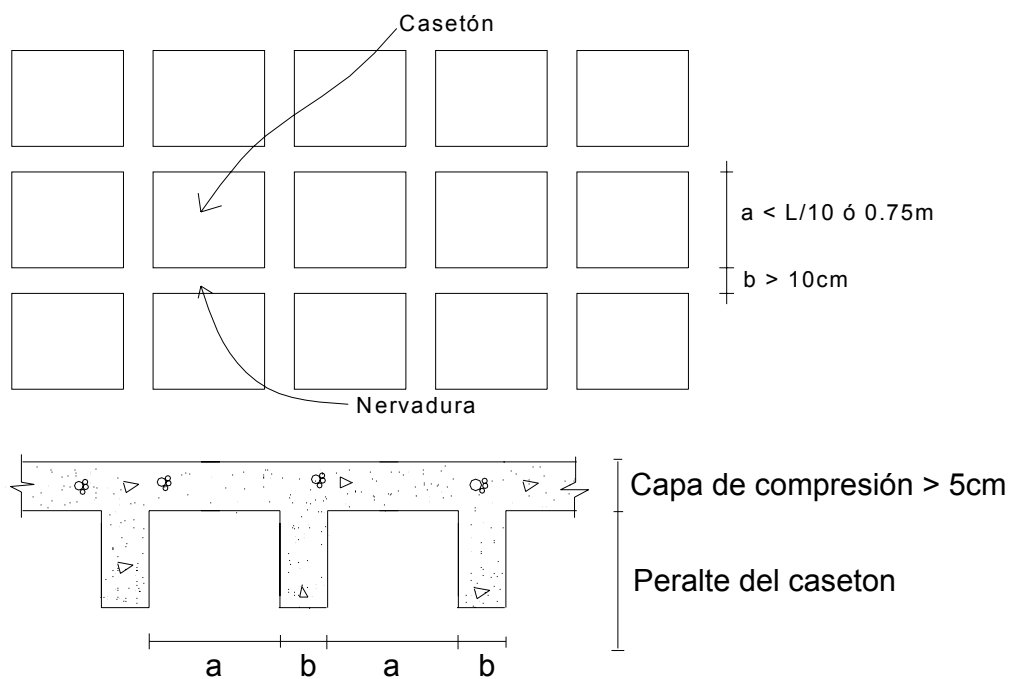 Casetón
a < L/10 ó 0.75m
b > 10cm
Nervadura
Capa de compresión > 5cm
Peralte del caseton
a b a b